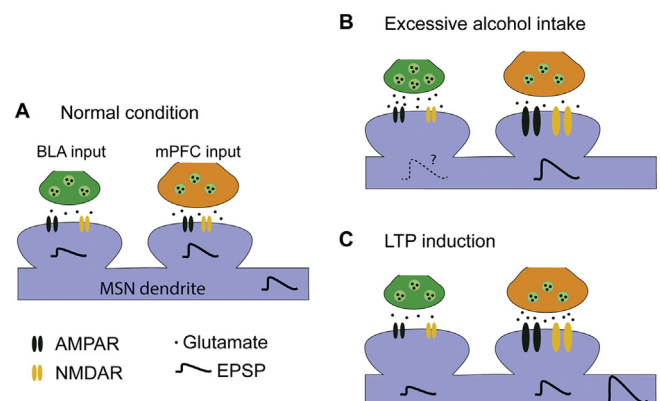 A Normal condition
BLA input mPFC input
MSN dendrite
AMPAR
NMDAR
Glutamate
EPSP
B Excessive alcohol intake
?
C LTP induction